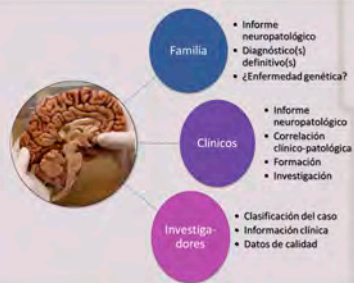 Familia
• Informe
neuropatológico
• Diagnóstico(s)
definitivo(s)
• ¿Enfermedad genética?
Clínicos
• Informe
neuropatológico
• Correlación
clínico-patológica
• Formación
• Investigación
Investiga-
dores
• Clasificación del caso
• Información clínica
• Datos de calidad